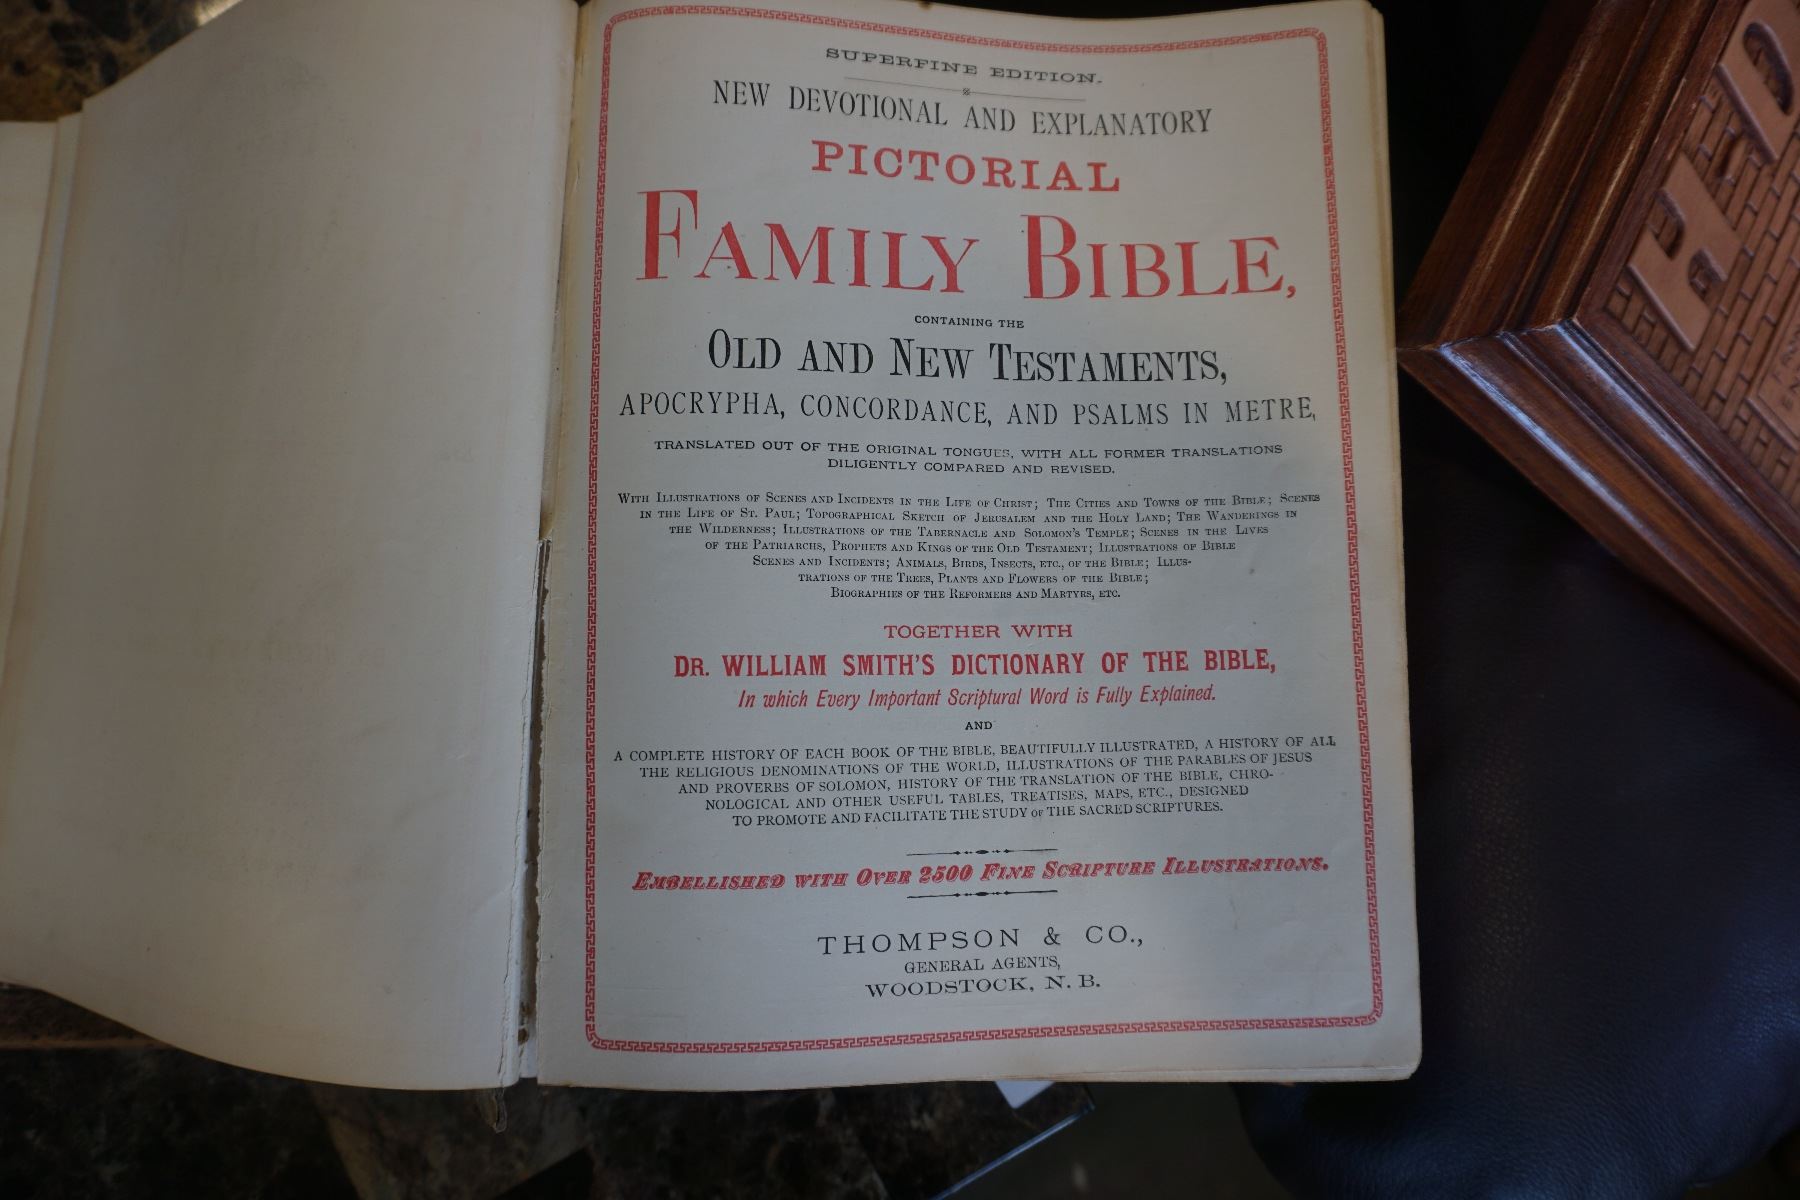 SUPERFINE EDITION.
NEW DEVOTIONAL AND EXPLANATORY
PICTORIAL
FAMILY BIBLE,
CONTAINING THE
OLD AND NEW TESTAMENTS,
APOCRYPHA, CONCORDANCE, AND PSALMS IN METRE,
TRANSLATED OUT OF THE ORIGINAL TONGUES, WITH ALL FORMER TRANSLATIONS
DILIGENTLY COMPARED AND REVISED.
WITH ILLUSTRATIONS OF SCENES AND INCIDENTS IN THE LIFE OF CHRIST; THE CITIES AND TOWNS OF THE BIBLE; SCENES
IN THE LIFE OF ST. PAUL; TOPOGRAPHICAL SKETCH OF JERUSALEM AND THE HOLY LAND; THE WANDERINGS IN
THE WILDERNESS; ILLUSTRATIONS OF THE TABERNACLE AND SOLOMON'S TEMPLE; SCENES IN THE LIVES
OF THE PATRIARCHS, PROPHETS AND KINGS OF THE OLD TESTAMENT; ILLUSTRATIONS OF BIBLE
SCENES AND INCIDENTS; ANIMALS, BIRDS, INSECTS, ETC., OF THE BIBLE; ILLUS-
TRATIONS OF THE TREES, PLANTS AND FLOWERS OF THE BIBLE;
BIOGRAPHIES OF THE REFORMERS AND MARTYRS, ETC.
TOGETHER WITH
DR. WILLIAM SMITH'S DICTIONARY OF THE BIBLE,
In which Every Important Scriptural Word is Fully Explained.
AND
A COMPLETE HISTORY OF EACH BOOK OF THE BIBLE, BEAUTIFULLY ILLUSTRATED, A HISTORY OF ALL
THE RELIGIOUS DENOMINATIONS OF THE WORLD, ILLUSTRATIONS OF THE PARABLES OF JESUS
AND PROVERBS OF SOLOMON, HISTORY OF THE TRANSLATION OF THE BIBLE, CHRO-
NOLOGICAL AND OTHER USEFUL TABLES, TREATISES, MAPS, ETC., DESIGNED
TO PROMOTE AND FACILITATE THE STUDY OF THE SACRED SCRIPTURES.
EMBELLISHED WITH OVER 2500 FINE SCRIPTURE ILLUSTRATIONS.
THOMPSON & CO.,
GENERAL AGENTS,
WOODSTOCK, N. B.